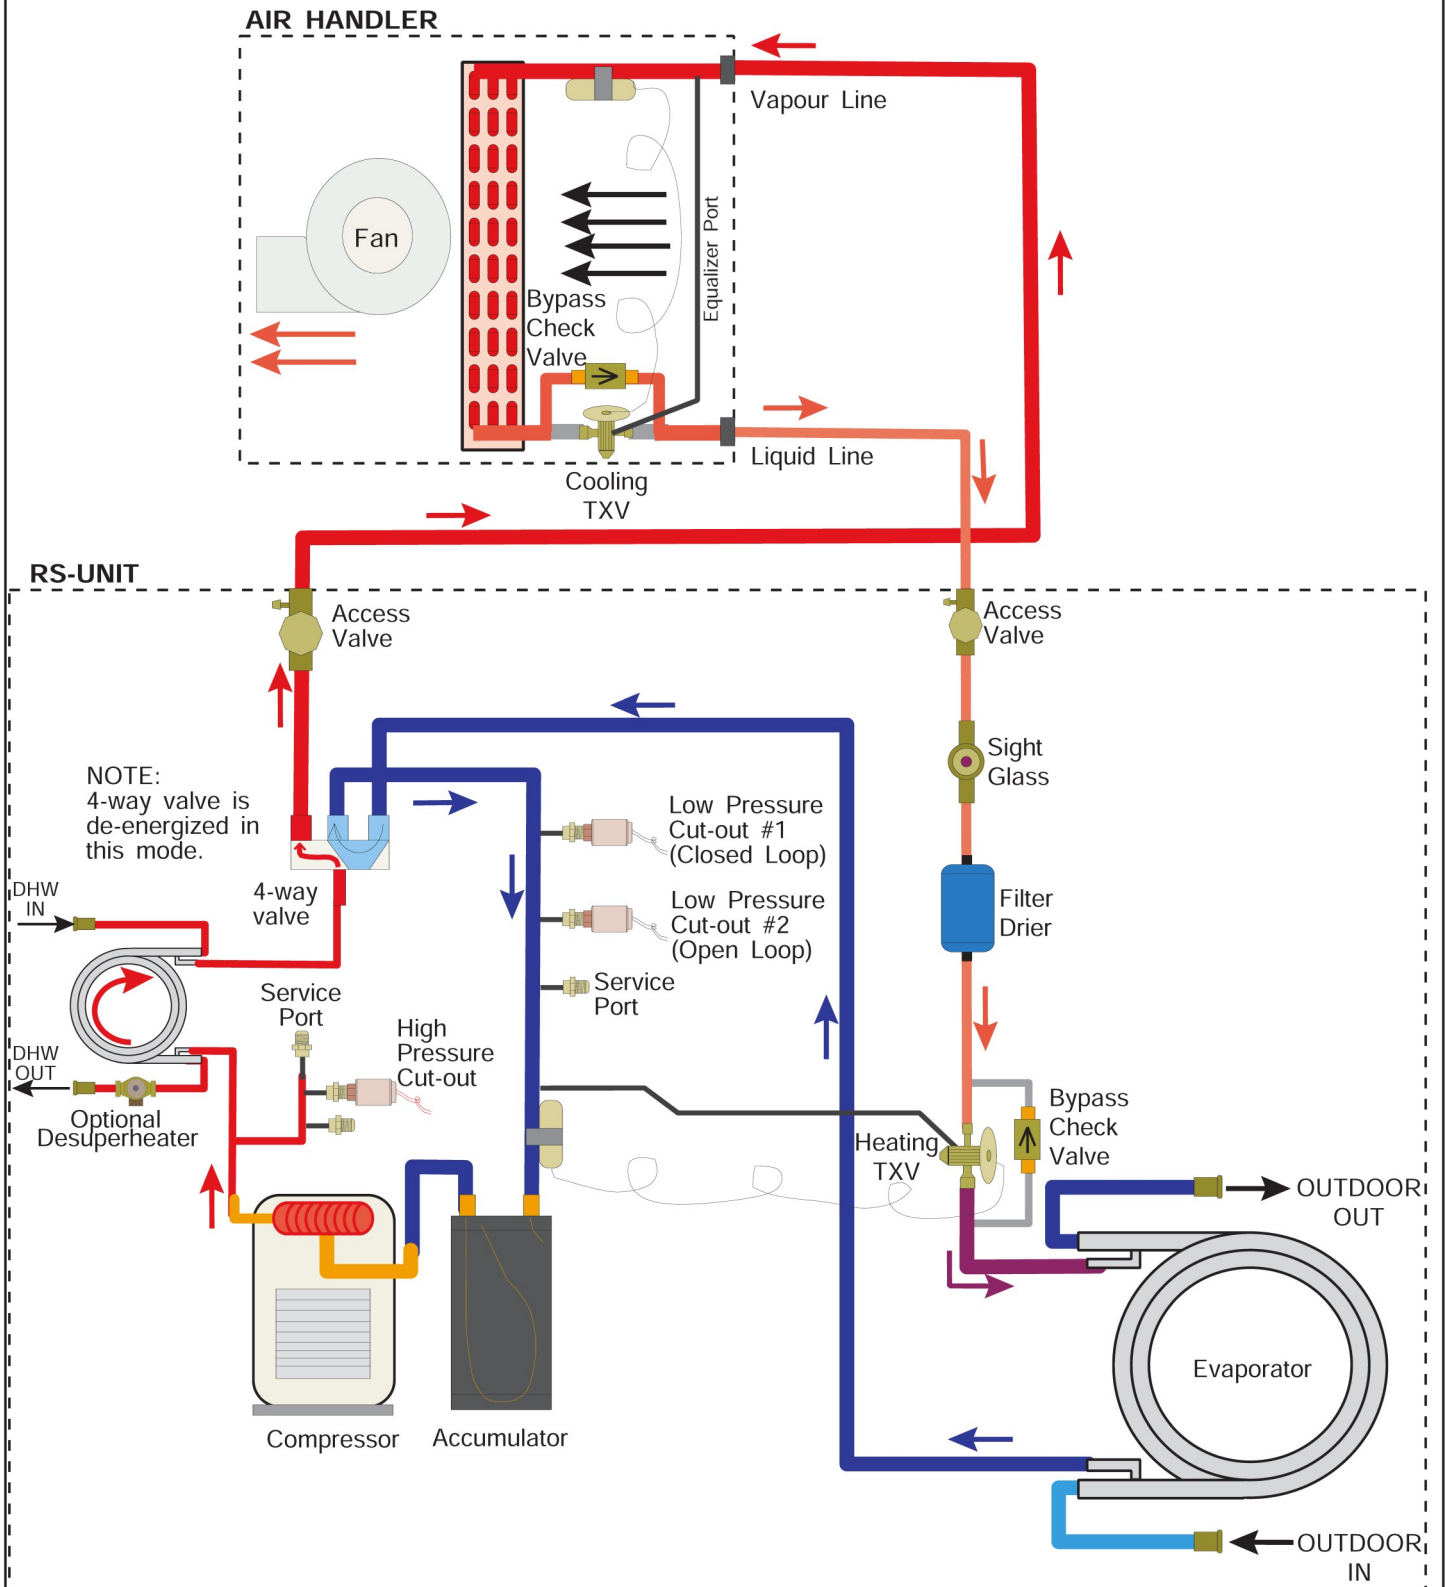 AIR HANDLER
Vapour Line
Fan
Equalizer Port
Bypass
Check
Valve
Liquid Line
Cooling
TXV
RS-UNIT
Access
Valve
Access
Valve
Sight
Glass
NOTE:
4-way valve is
de-energized in
this mode.
Low Pressure
Cut-out #1
(Closed Loop)
4-way
valve
DHW
IN
Low Pressure
Cut-out #2
(Open Loop)
Filter
Drier
Service
Port
Service
Port
High
Pressure
Cut-out
DHW
OUT
Optional
Desuperheater
Heating
TXV
Bypass
Check
Valve
OUTDOOR
OUT
Evaporator
Compressor
Accumulator
OUTDOOR
IN